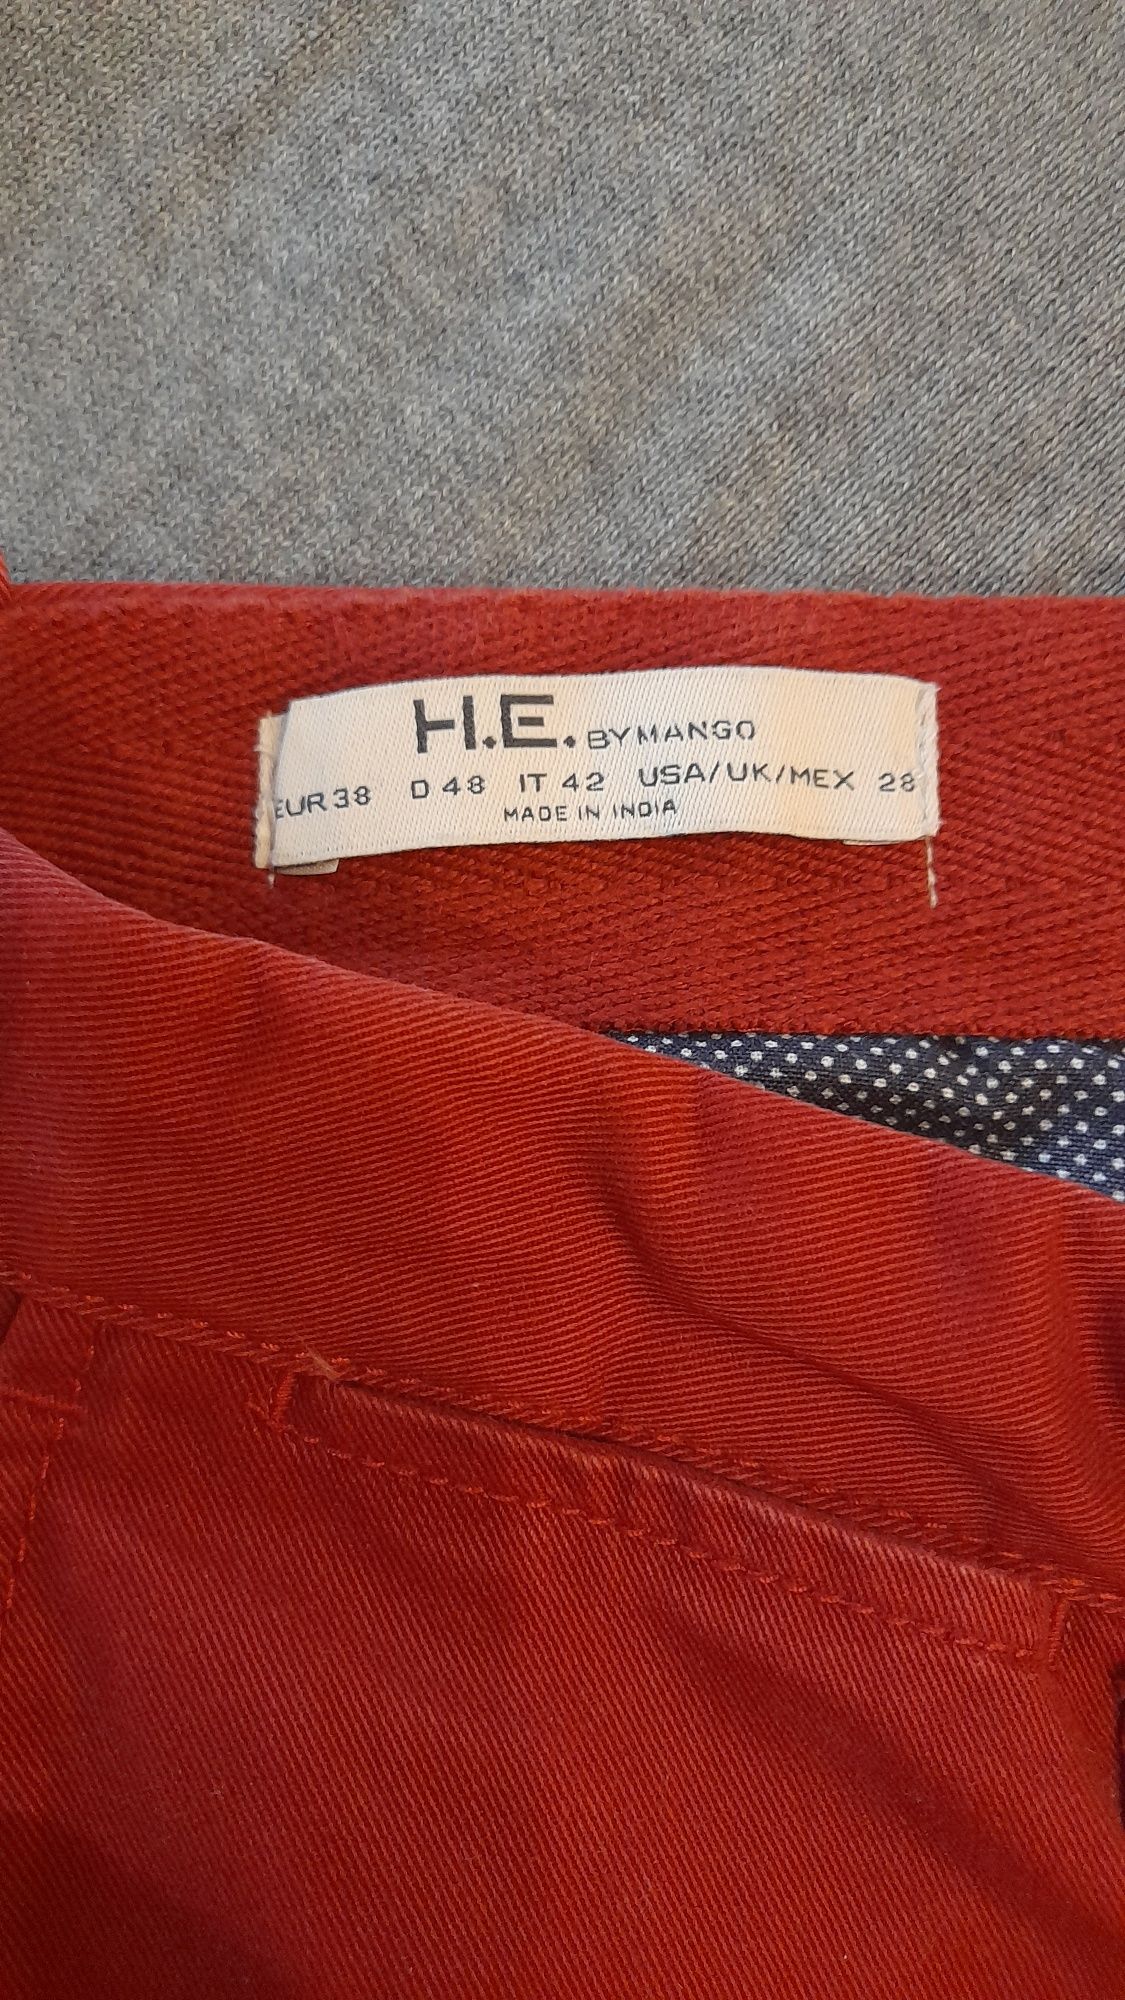 H.E. BY MANGO
EUR 38 D 48 IT 42 USA/UK/MEX 28
MADE IN INDIA